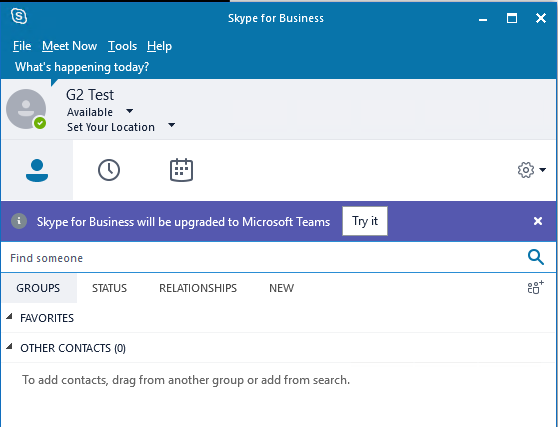 Skype for Business
File Meet Now Tools Help
What's happening today?
G2 Test
Available
Set Your Location
Skype for Business will be upgraded to Microsoft Teams Try it
Find someone
GROUPS STATUS RELATIONSHIPS NEW
FAVORITES
OTHER CONTACTS (0)
To add contacts, drag from another group or add from search.